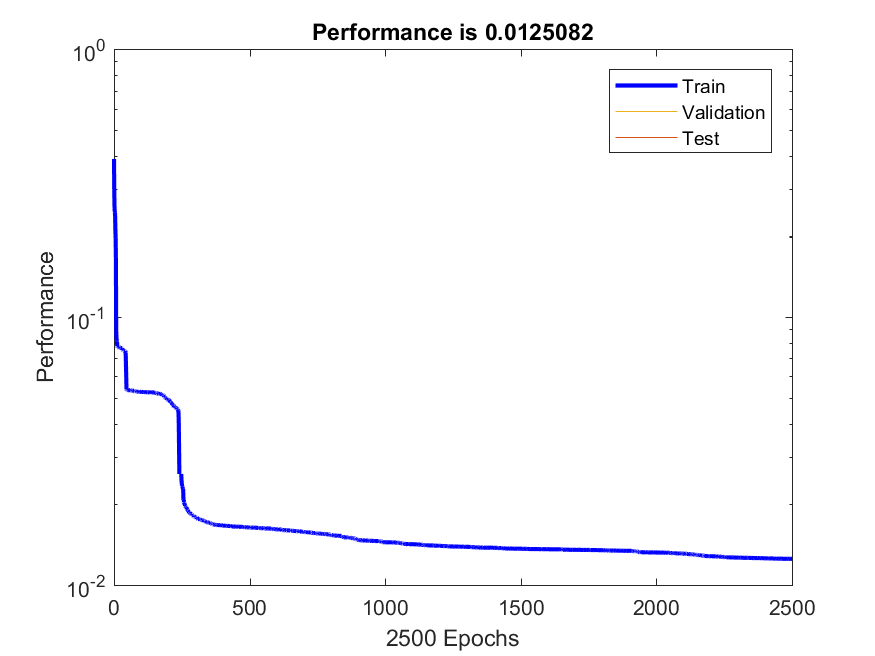 Performance is 0.0125082
10^0
10^-1
10^-2
Performance
Train
Validation
Test
0 500 1000 1500 2000 2500
2500 Epochs